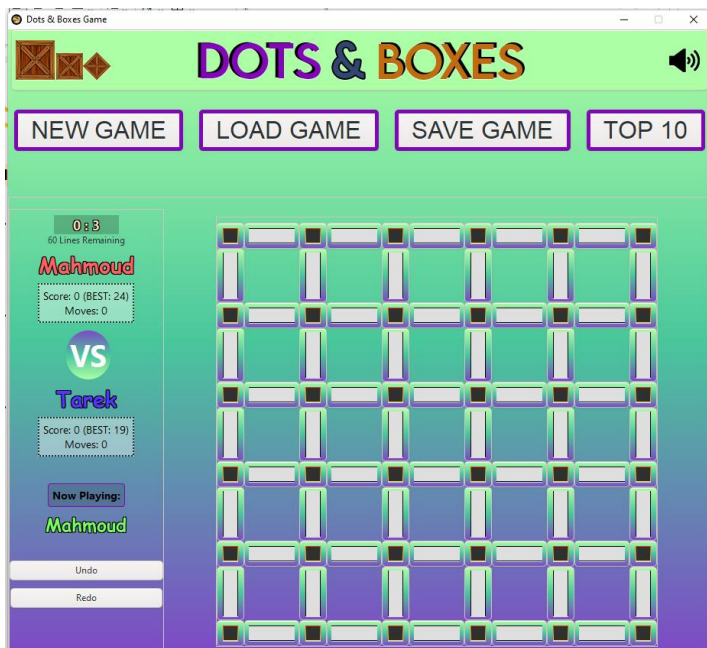 Dots & Boxes Game
DOTS & BOXES
NEW GAME
LOAD GAME
SAVE GAME
TOP 10
0 : 3
60 Lines Remaining
Mahmoud
Score: 0 (BEST: 24)
Moves: 0
VS
Tarek
Score: 0 (BEST: 19)
Moves: 0
Now Playing:
Mahmoud
Undo
Redo